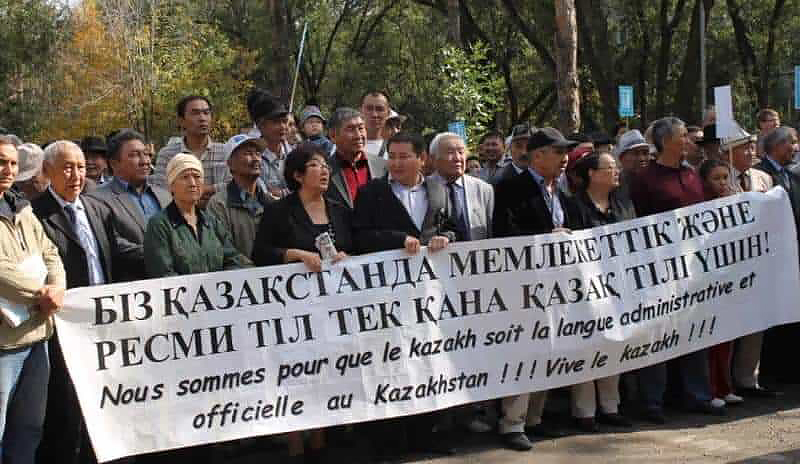 БІЗ ҚАЗАҚСТАНДА МЕМЛЕКЕТТІК ЖӘНЕ
РЕСМИ ТІЛ ТЕК ҚАНА ҚАЗАҚ ТІЛІ ҮШІН!
Nous sommes pour que le kazakh soit la langue administrative et
officielle au Kazakhstan !!! Vive le kazakh !!!